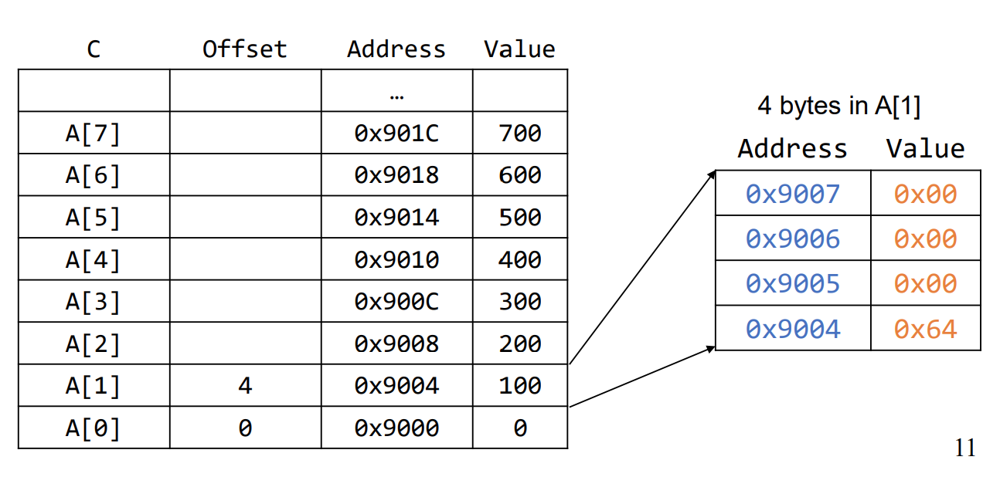 C Offset Address Value
…
A[7] 0x901C 700
A[6] 0x9018 600
A[5] 0x9014 500
A[4] 0x9010 400
A[3] 0x900C 300
A[2] 0x9008 200
A[1] 4 0x9004 100
A[0] 0 0x9000 0
4 bytes in A[1]
Address Value
0x9007 0x00
0x9006 0x00
0x9005 0x00
0x9004 0x64
11